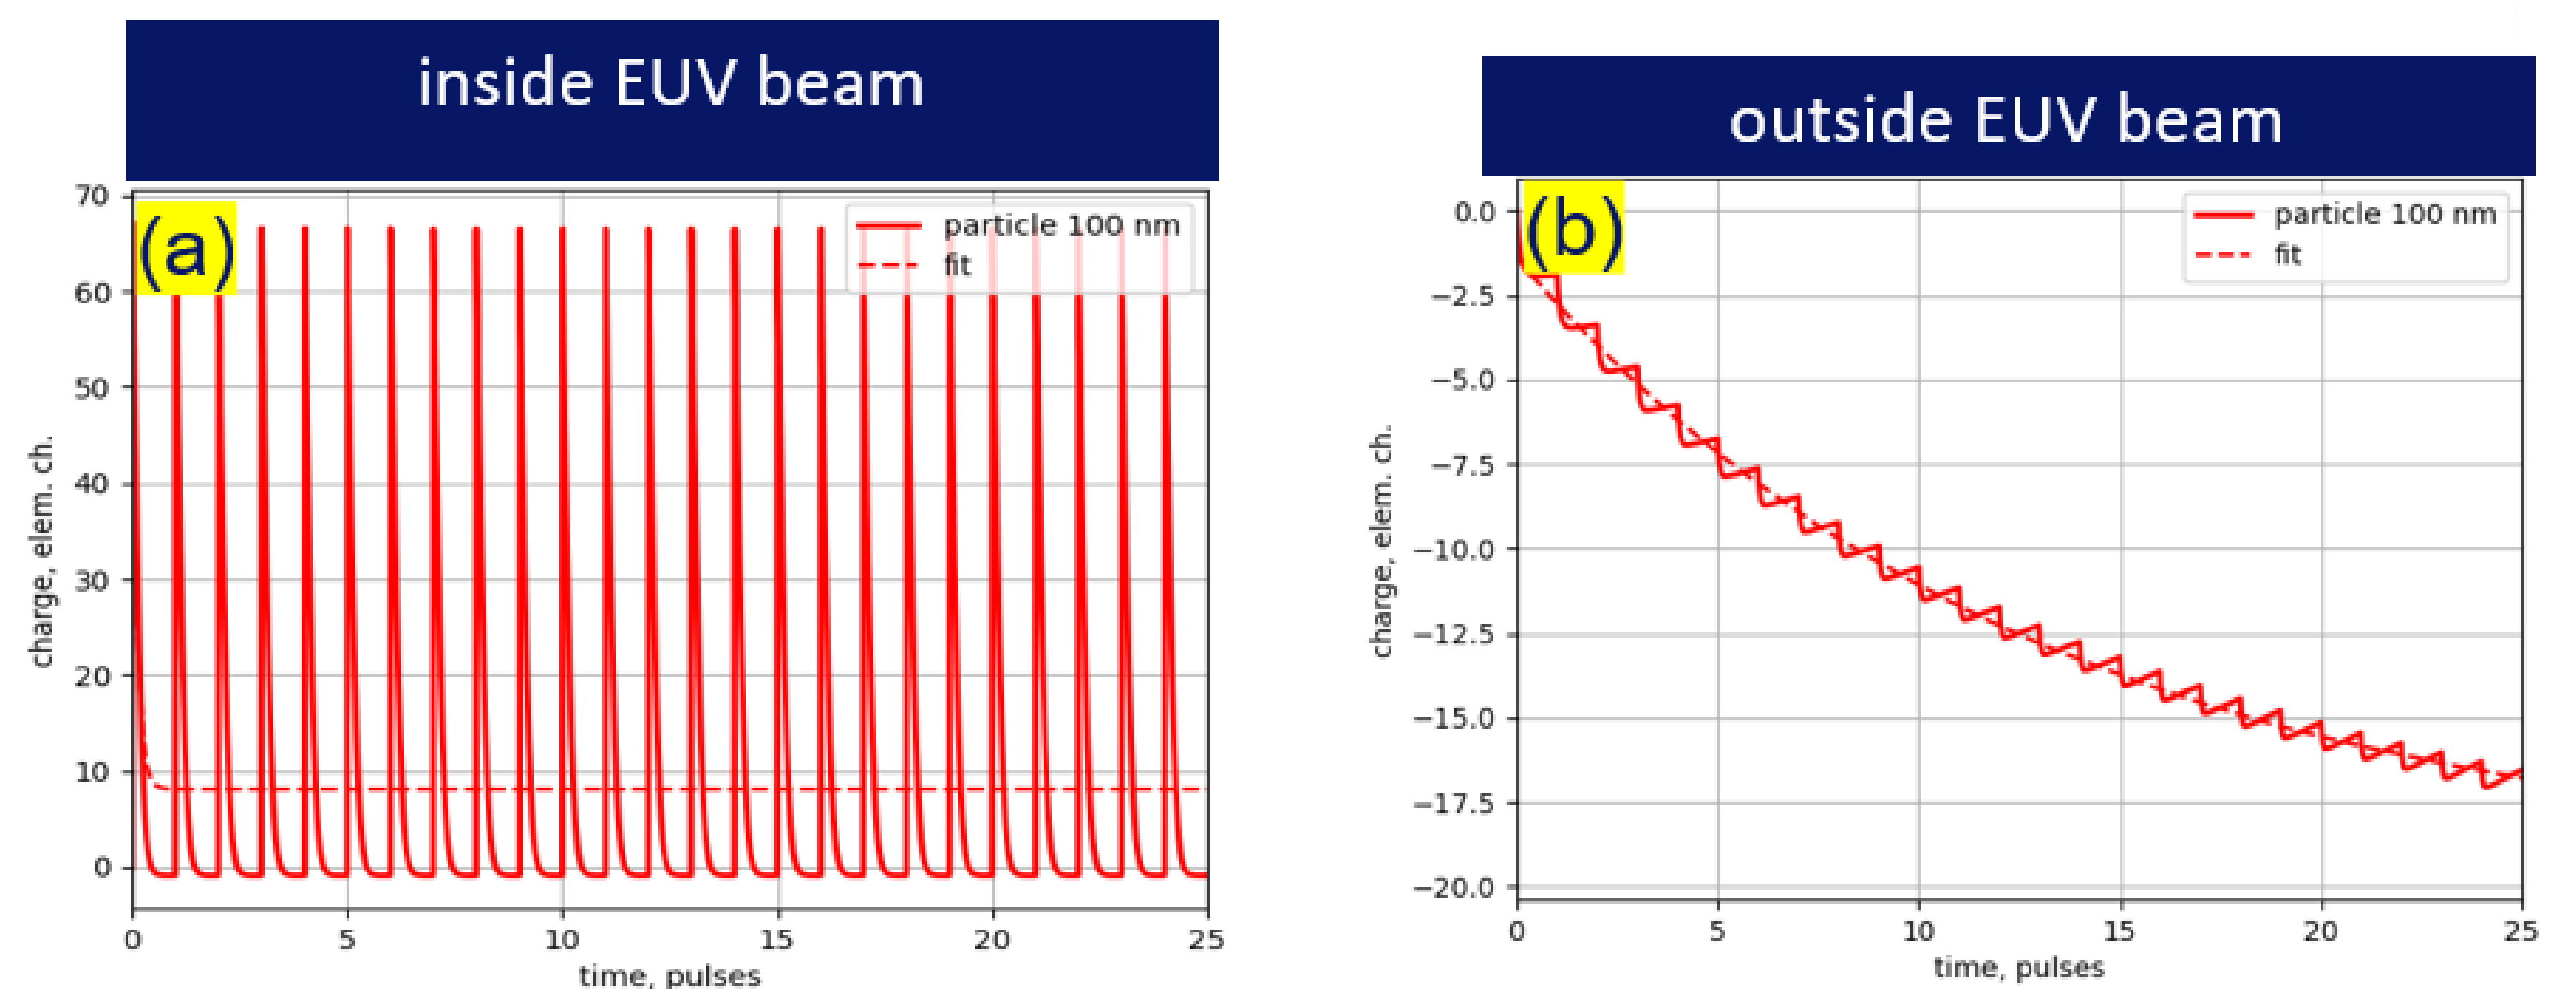 inside EUV beam
(a)
particle 100 nm
fit
70
60
50
40
30
20
10
0
charge, elem. ch.
0 5 10 15 20 25
time, pulses
outside EUV beam
(b)
particle 100 nm
fit
0.0
−2.5
−5.0
−7.5
−10.0
−12.5
−15.0
−17.5
−20.0
charge, elem. ch.
0 5 10 15 20 25
time, pulses